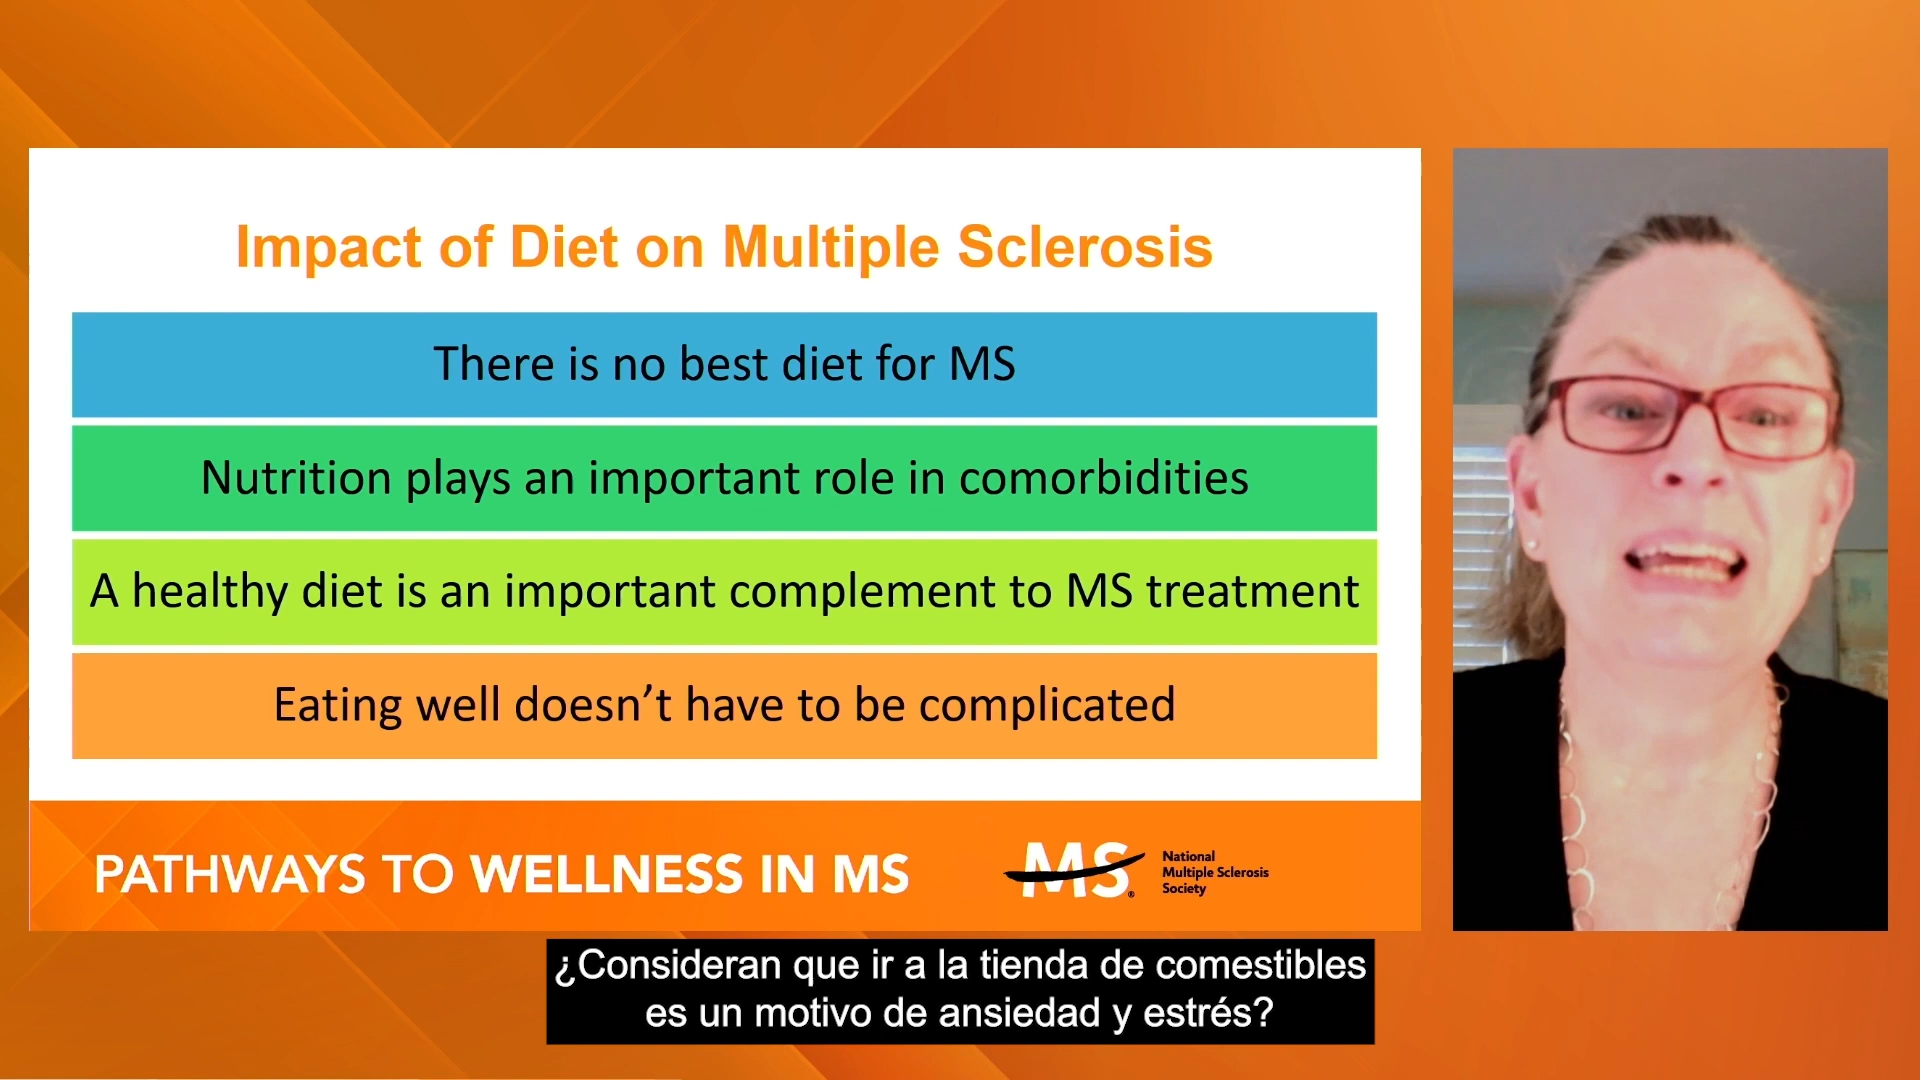 Impact of Diet on Multiple Sclerosis
There is no best diet for MS
Nutrition plays an important role in comorbidities
A healthy diet is an important complement to MS treatment
Eating well doesn’t have to be complicated
PATHWAYS TO WELLNESS IN MS
MS®
National
Multiple Sclerosis
Society
¿Consideran que ir a la tienda de comestibles
es un motivo de ansiedad y estrés?